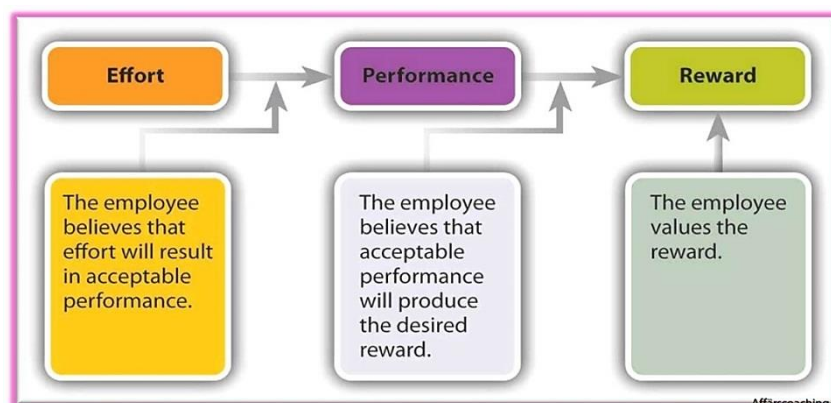 Effort
Performance
Reward
The employee
believes that
effort will result
in acceptable
performance.
The employee
believes that
acceptable
performance
will produce
the desired
reward.
The employee
values the
reward.
Affärscoaching